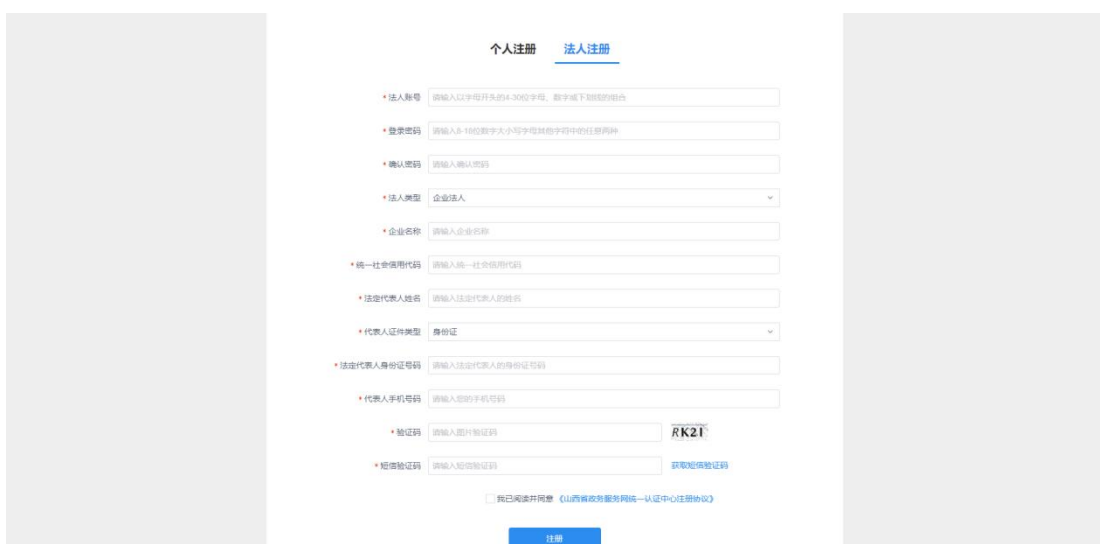 个人注册 法人注册
*法人账号 请输入以字母开头的4-30位字母、数字或下划线的组合
*登录密码 请输入8-18位数字大小写字母其他字符中的任意两种
*确认密码 请输入确认密码
*法人类型 企业法人
*企业名称 请输入企业名称
*统一社会信用代码 请输入统一社会信用代码
*法定代表人姓名 请输入法定代表人的姓名
*代表人证件类型 身份证
*法定代表人身份证号码 请输入法定代表人的身份证号码
*代表人手机号码 请输入您的手机号码
*验证码 请输入图片验证码 RK21
*短信验证码 请输入短信验证码 获取短信验证码
我已阅读并同意 《山西省政务服务网统一认证中心注册协议》
注册